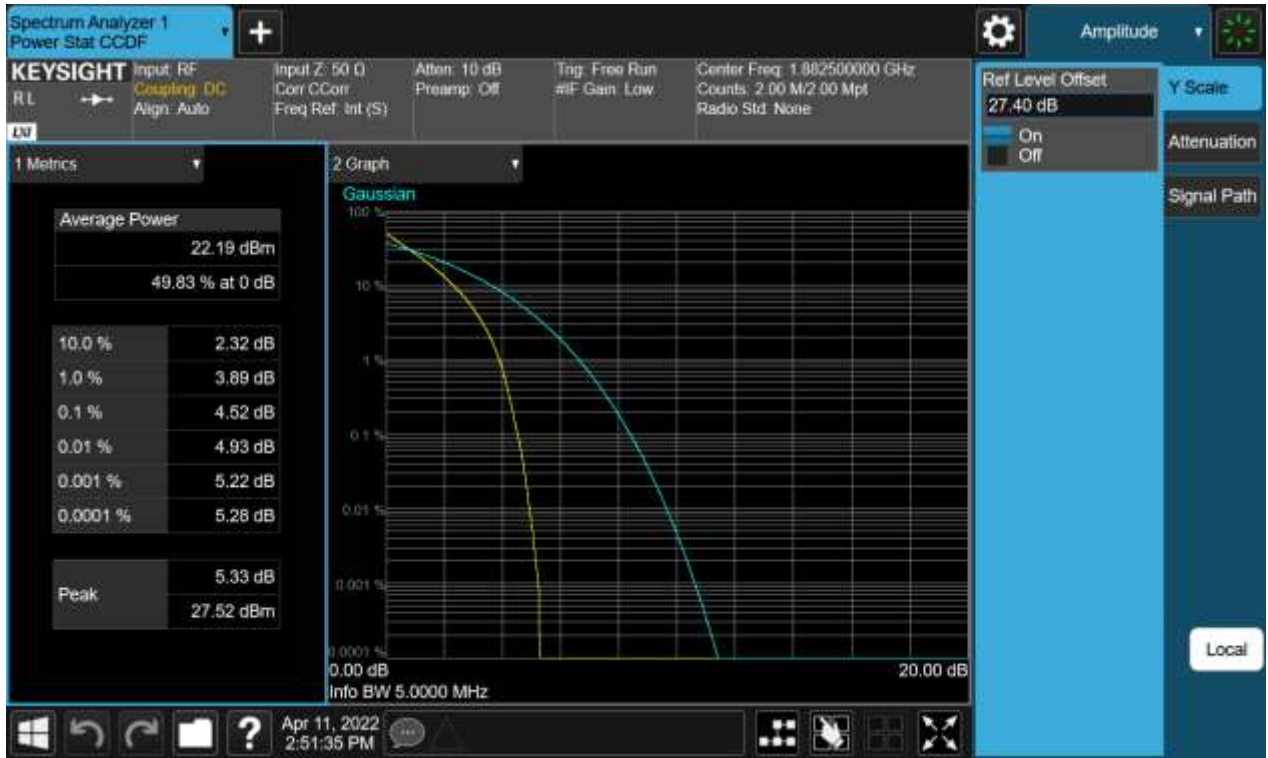 Spectrum Analyzer 1
Power Stat CCDF
Amplitude
KEYSIGHT
RL
LXI
Input: RF
Coupling: DC
Align: Auto
Input Z: 50 Ω
Corr CCorr
Freq Ref: Int (S)
Atten: 10 dB
Preamp: Off
Trig: Free Run
#IF Gain: Low
Center Freq: 1.882500000 GHz
Counts: 2.00 M/2.00 Mpt
Radio Std: None
Ref Level Offset
27.40 dB
On
Off
Y Scale
Attenuation
Signal Path
1 Metrics
Average Power
22.19 dBm
49.83 % at 0 dB
10.0 % 2.32 dB
1.0 % 3.89 dB
0.1 % 4.52 dB
0.01 % 4.93 dB
0.001 % 5.22 dB
0.0001 % 5.28 dB
Peak 5.33 dB
27.52 dBm
2 Graph
Gaussian
100 %
10 %
1 %
0.1 %
0.01 %
0.001 %
0.0001 %
0.00 dB 20.00 dB
Info BW 5.0000 MHz
Local
?
Apr 11, 2022
2:51:35 PM